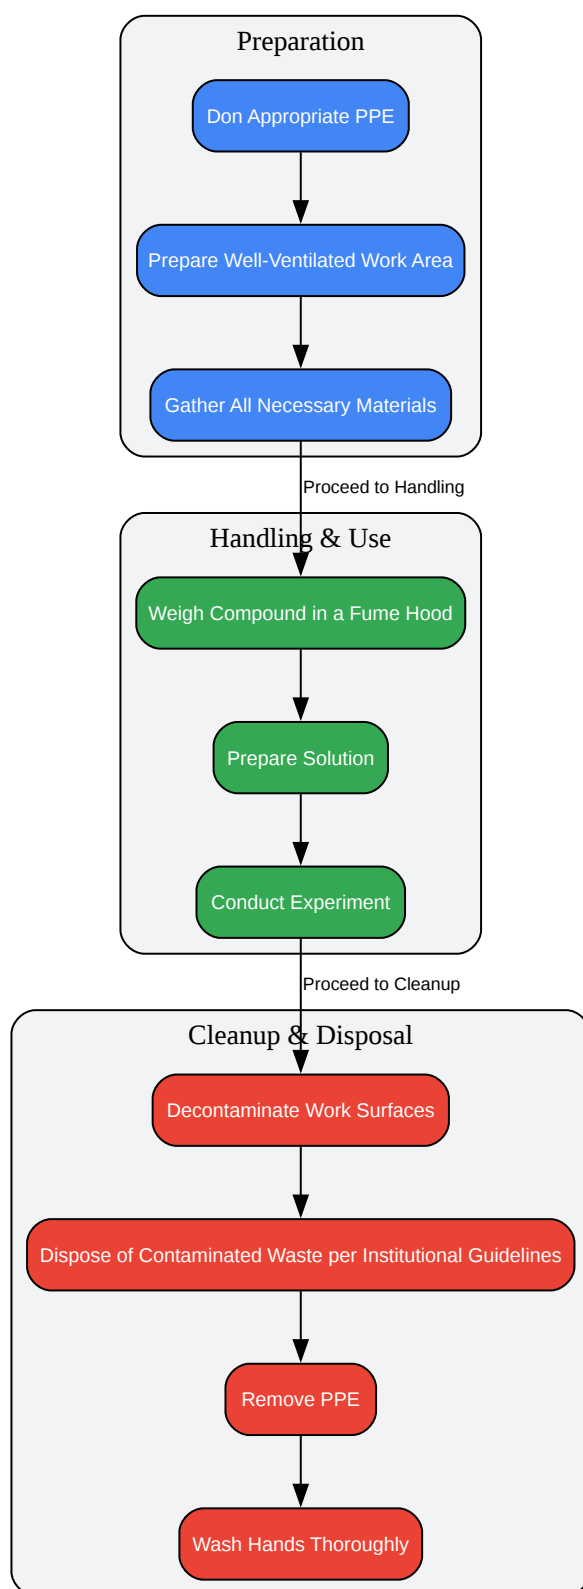 Preparation
Don Appropriate PPE
Prepare Well-Ventilated Work Area
Gather All Necessary Materials
Proceed to Handling
Handling & Use
Weigh Compound in a Fume Hood
Prepare Solution
Conduct Experiment
Proceed to Cleanup
Cleanup & Disposal
Decontaminate Work Surfaces
Dispose of Contaminated Waste per Institutional Guidelines
Remove PPE
Wash Hands Thoroughly